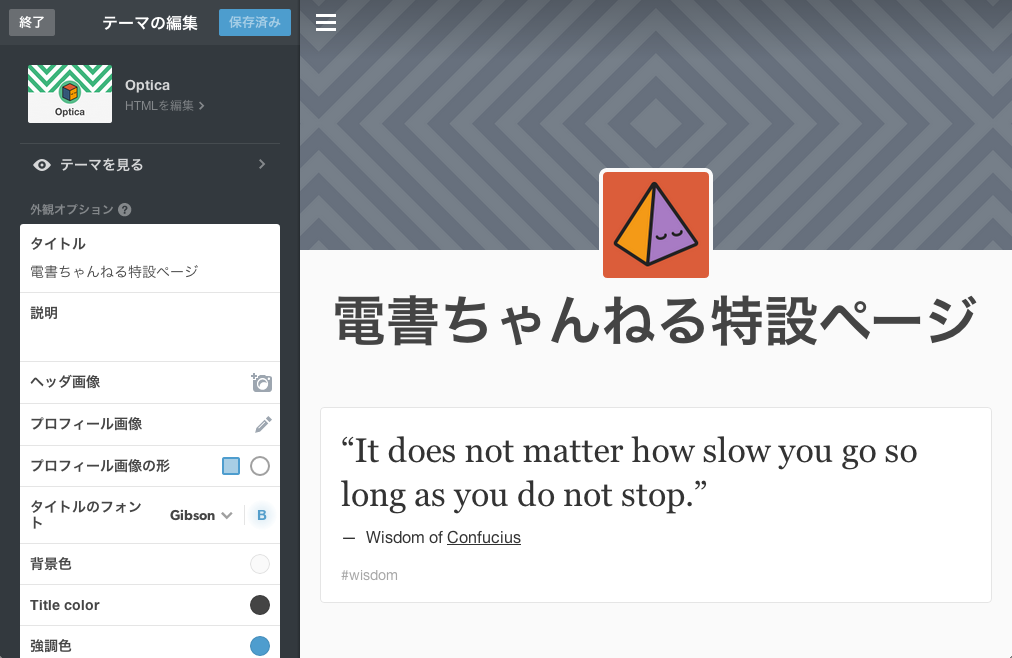 終了
テーマの編集
保存済み
Optica
Optica
HTMLを編集
テーマを見る
外観オプション ?
タイトル
電書ちゃんねる特設ページ
説明
ヘッダ画像
プロフィール画像
プロフィール画像の形
タイトルのフォン
ト
Gibson
B
背景色
Title color
強調色
電書ちゃんねる特設ページ
“It does not matter how slow you go so
long as you do not stop.”
— Wisdom of Confucius
#wisdom